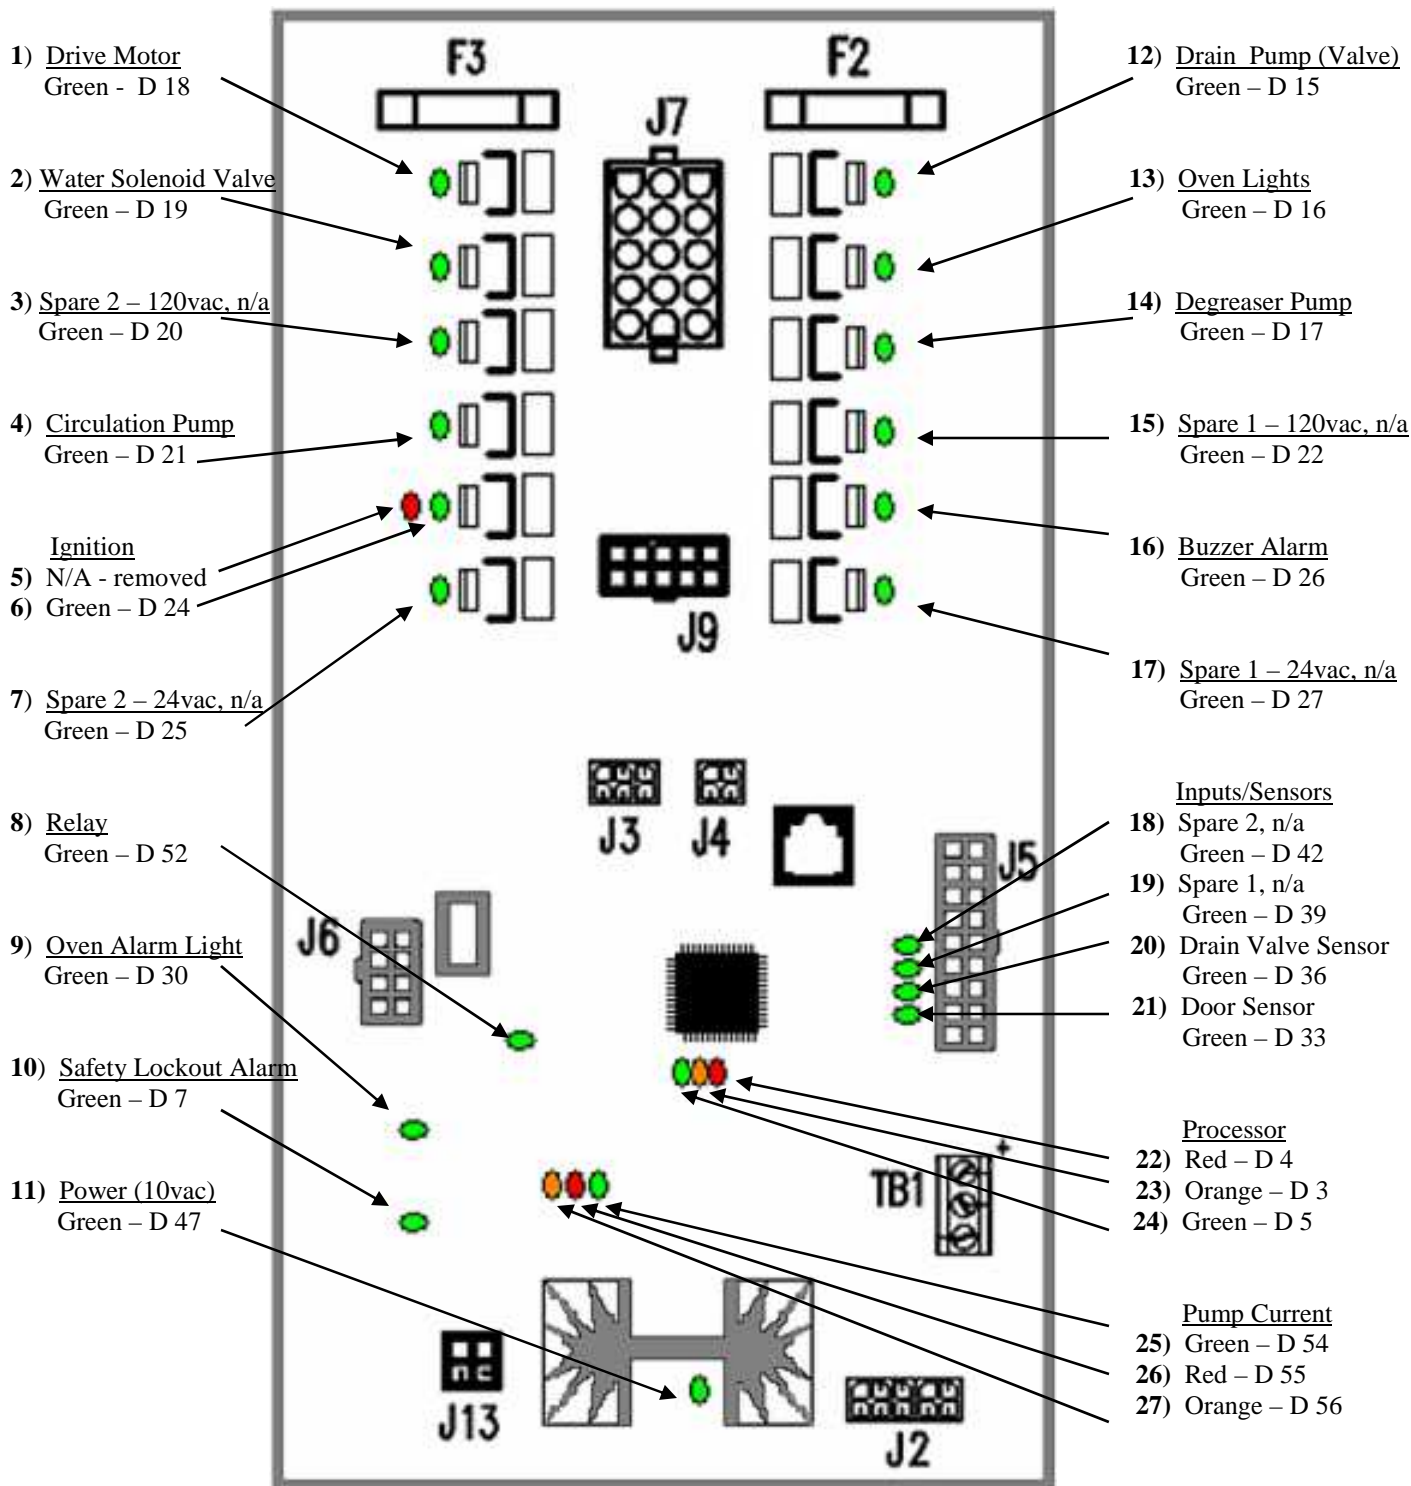 1) Drive Motor
Green - D 18
2) Water Solenoid Valve
Green – D 19
3) Spare 2 – 120vac, n/a
Green – D 20
4) Circulation Pump
Green – D 21
Ignition
5) N/A - removed
6) Green – D 24
7) Spare 2 – 24vac, n/a
Green – D 25
8) Relay
Green – D 52
9) Oven Alarm Light
Green – D 30
10) Safety Lockout Alarm
Green – D 7
11) Power (10vac)
Green – D 47
F3
F2
J7
J9
J3
J4
J5
J6
TB1
+
J13
J2
12) Drain Pump (Valve)
Green – D 15
13) Oven Lights
Green – D 16
14) Degreaser Pump
Green – D 17
15) Spare 1 – 120vac, n/a
Green – D 22
16) Buzzer Alarm
Green – D 26
17) Spare 1 – 24vac, n/a
Green – D 27
Inputs/Sensors
18) Spare 2, n/a
Green – D 42
19) Spare 1, n/a
Green – D 39
20) Drain Valve Sensor
Green – D 36
21) Door Sensor
Green – D 33
Processor
22) Red – D 4
23) Orange – D 3
24) Green – D 5
Pump Current
25) Green – D 54
26) Red – D 55
27) Orange – D 56